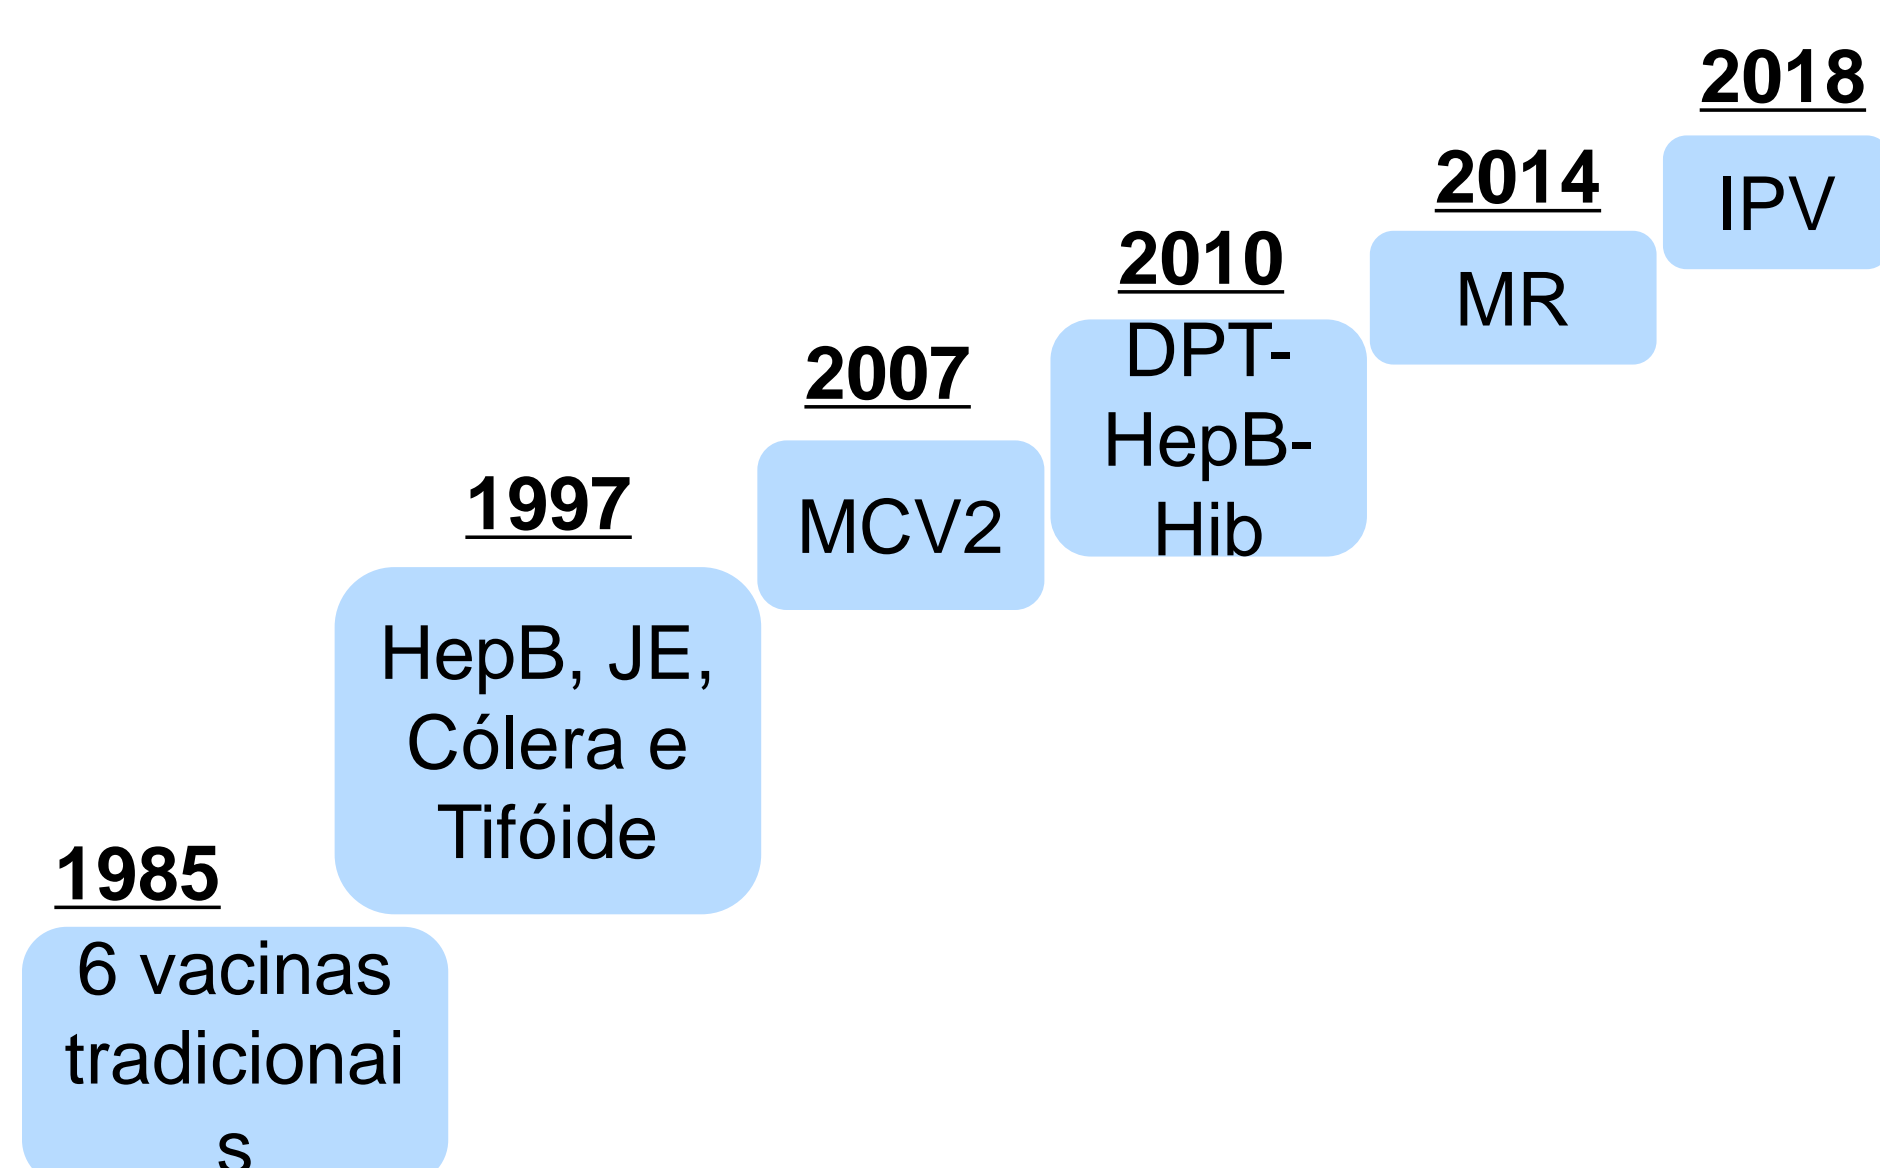 1985
6 vacinas
tradicionai
s
1997
HepB, JE,
Cólera e
Tifóide
2007
MCV2
2010
DPT-
HepB-
Hib
2014
MR
2018
IPV